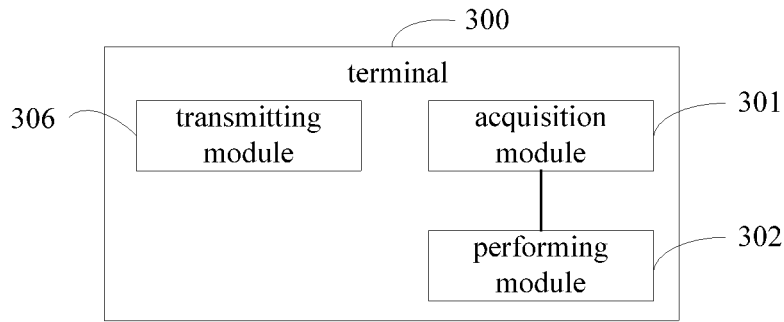 300
terminal
306
transmitting
module
acquisition
module
301
performing
module
302